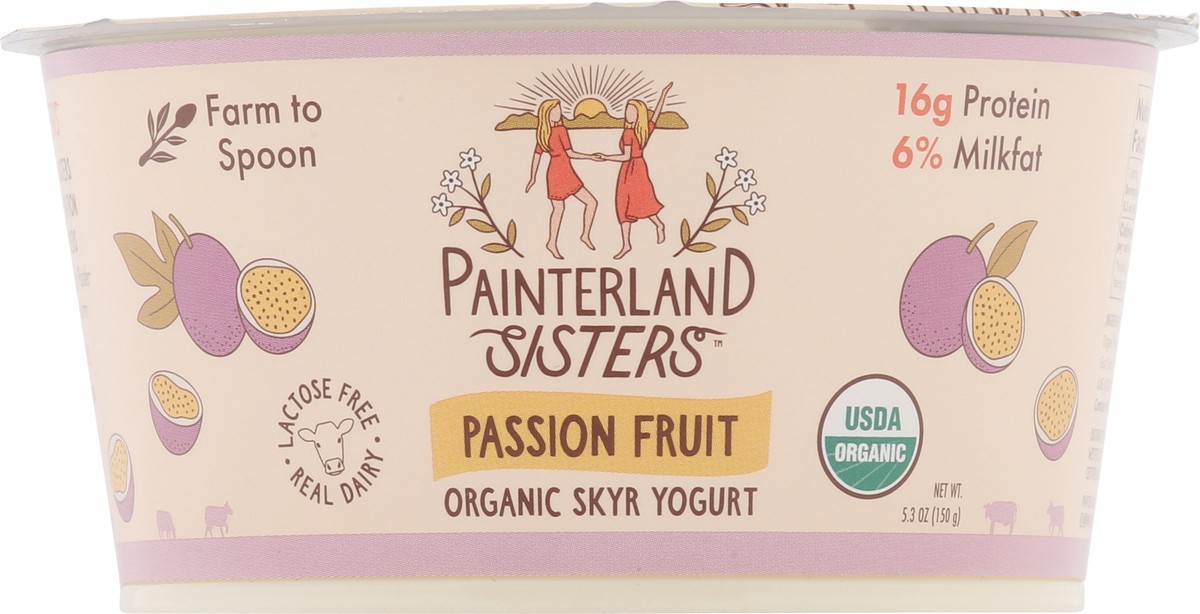 Farm to
Spoon
16g Protein
6% Milkfat
PAINTERLAND
SISTERS™
PASSION FRUIT
ORGANIC SKYR YOGURT
LACTOSE FREE
• REAL DAIRY •
USDA
ORGANIC
NET WT.
5.3 OZ (150 g)